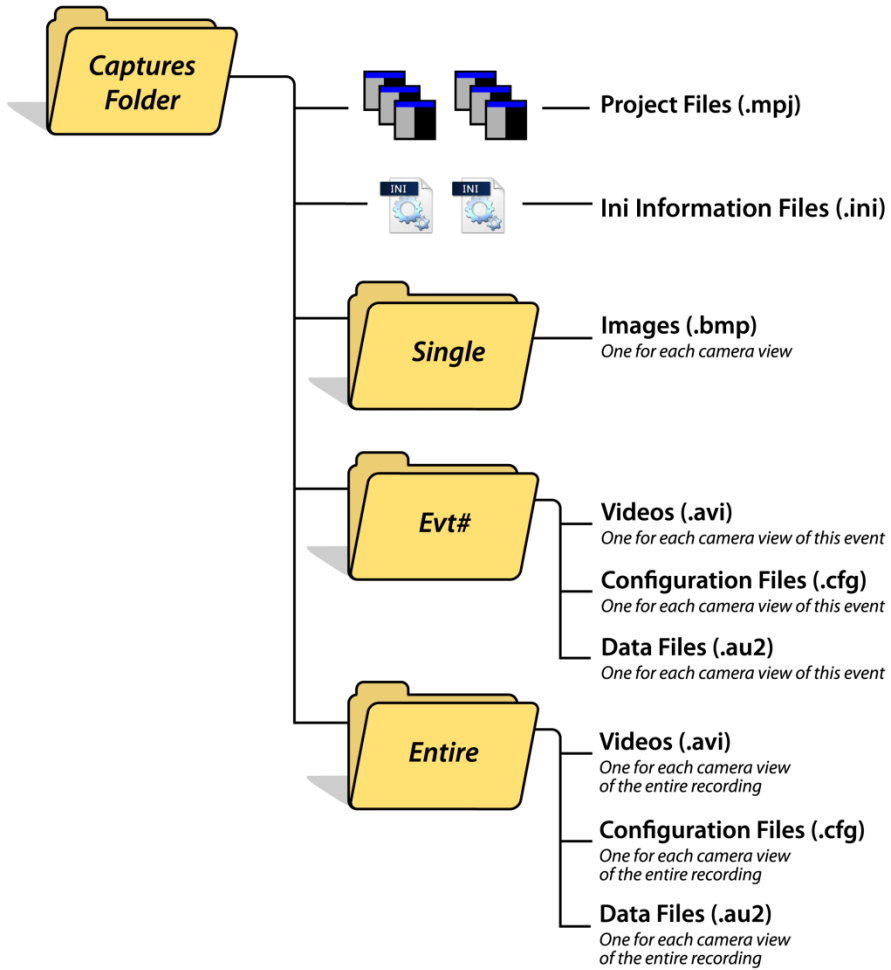 Captures
Folder
Project Files (.mpj)
INI
INI
Ini Information Files (.ini)
Single
Images (.bmp)
One for each camera view
Evt#
Videos (.avi)
One for each camera view of this event
Configuration Files (.cfg)
One for each camera view of this event
Data Files (.au2)
One for each camera view of this event
Entire
Videos (.avi)
One for each camera view
of the entire recording
Configuration Files (.cfg)
One for each camera view
of the entire recording
Data Files (.au2)
One for each camera view
of the entire recording